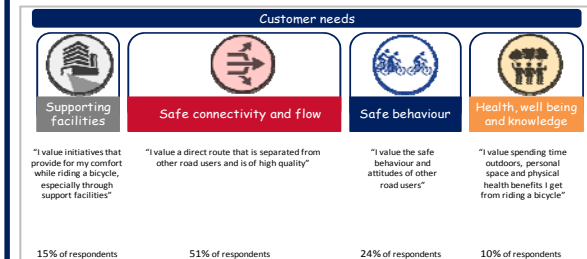 Customer needs
Supporting
facilities
Safe connectivity and flow
Safe behaviour
Health, well being
and knowledge
"I value initiatives that
provide for my comfort
while riding a bicycle,
especially through
support facilities"
"I value a direct route that is separated from
other road users and is of high quality"
"I value the safe
behaviour and
attitudes of other
road users"
"I value spending time
outdoors, personal
space and physical
health benefits I get
from riding a bicycle"
15% of respondents
51% of respondents
24% of respondents
10% of respondents